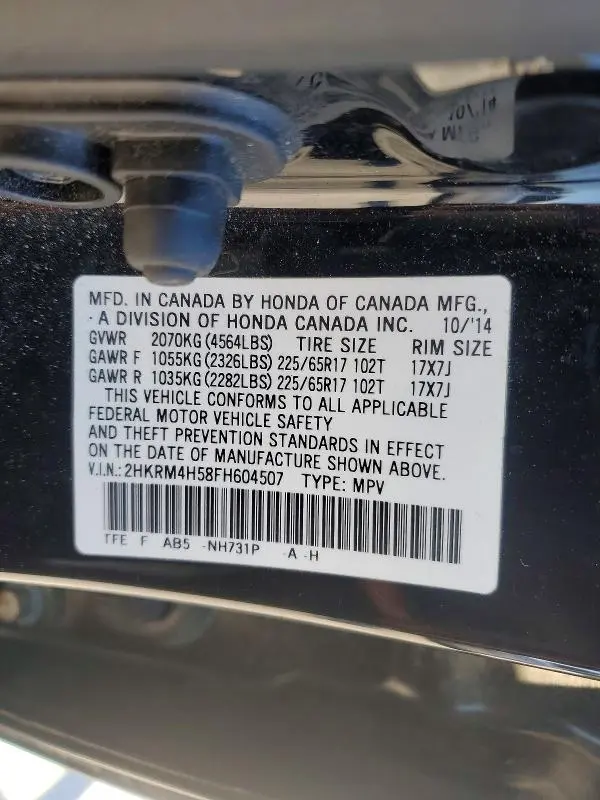 MFD. IN CANADA BY HONDA OF CANADA MFG.,
A DIVISION OF HONDA CANADA INC. 10/'14
GVWR 2070KG (4564LBS) TIRE SIZE RIM SIZE
GAWR F 1055KG (2326LBS) 225/65R17 102T 17X7J
GAWR R 1035KG (2282LBS) 225/65R17 102T 17X7J
THIS VEHICLE CONFORMS TO ALL APPLICABLE
FEDERAL MOTOR VEHICLE SAFETY
AND THEFT PREVENTION STANDARDS IN EFFECT
ON THE DATE OF MANUFACTURE SHOWN ABOVE.
V.I.N.:2HKRM4H58FH604507 TYPE: MPV
TFE F AB5 -NH731P -A -H